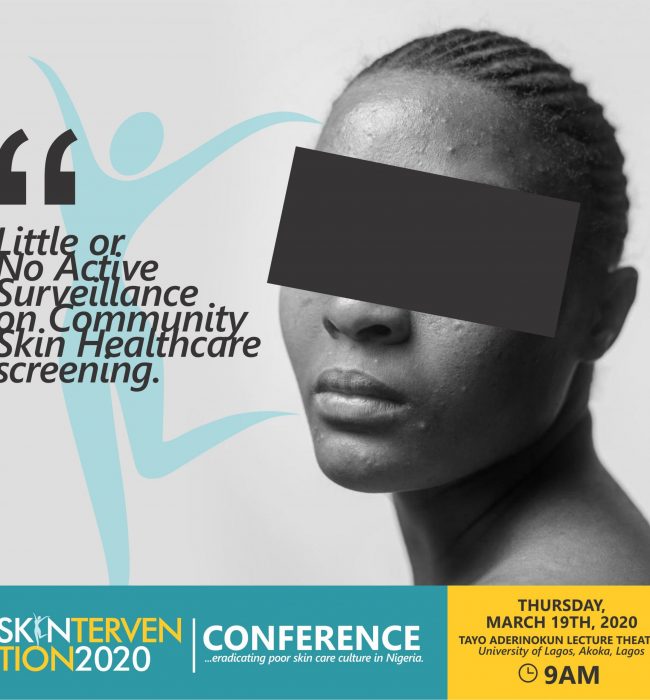 “
Little or
No Active
Surveillance
on Community
Skin Healthcare
screening.
SKINTERVEN
TION2020
CONFERENCE
...eradicating poor skin care culture in Nigeria.
THURSDAY,
MARCH 19TH, 2020
TAYO ADERINOKUN LECTURE THEAT
University of Lagos, Akoka, Lagos
9AM